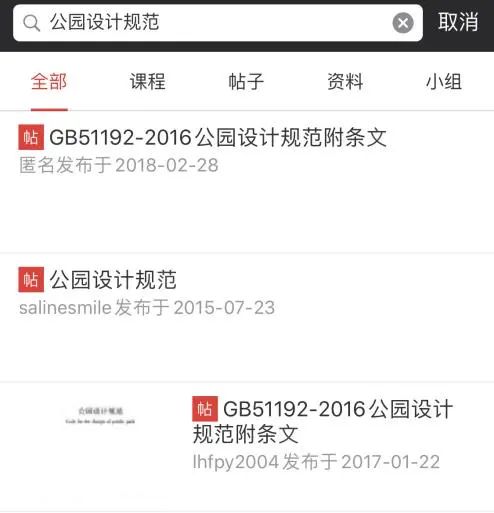 公园设计规范
取消
全部 课程 帖子 资料 小组
帖 GB51192-2016公园设计规范附条文
匿名发布于2018-02-28
帖 公园设计规范
salinesmile发布于2015-07-23
公园设计规范
Code for the design of public park
帖 GB51192-2016公园设计
规范附条文
lhfpy2004发布于2017-01-22